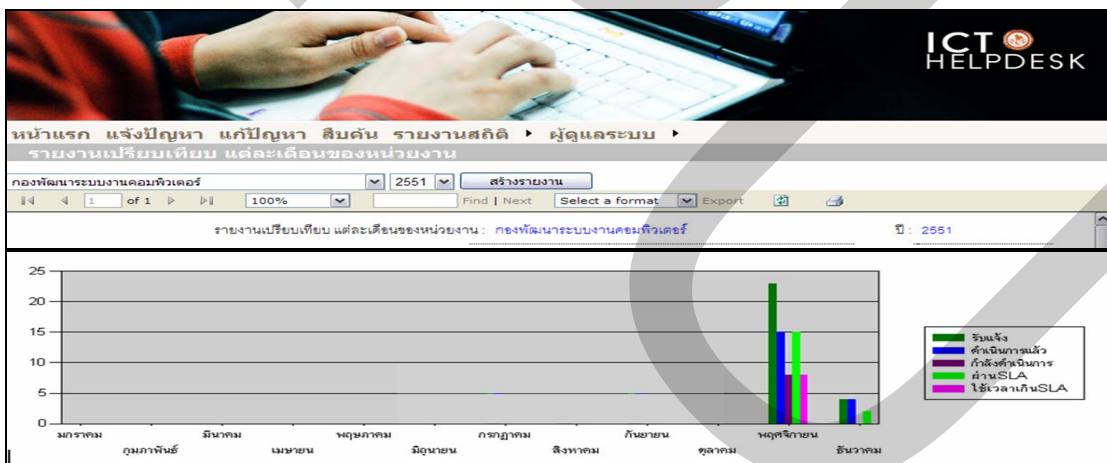 ICT
HELPDESK
หน้าแรก แจ้งปัญหา แก้ปัญหา สืบค้น รายงานสถิติ ผู้ดูแลระบบ
รายงานเปรียบเทียบ แต่ละเดือนของหน่วยงาน
กองพัฒนาระบบงานคอมพิวเตอร์ 2551 สร้างรายงาน
1 of 1 100% Find | Next Select a format Export
รายงานเปรียบเทียบ แต่ละเดือนของหน่วยงาน : กองพัฒนาระบบงานคอมพิวเตอร์ ปี : 2551
25
20
15
10
5
0
รับแจ้ง
ดำเนินการแล้ว
กำลังดำเนินการ
ผ่านSLA
ใช้เวลาเกินSLA
มกราคม มีนาคม พฤษภาคม กรกฎาคม กันยายน พฤศจิกายน
กุมภาพันธ์ เมษายน มิถุนายน สิงหาคม ตุลาคม ธันวาคม